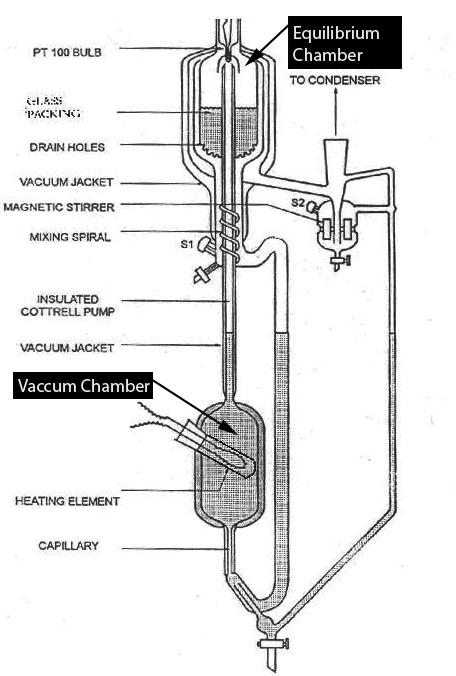 Equilibrium
Chamber
PT 100 BULB
TO CONDENSER
GLASS
PACKING
DRAIN HOLES
VACUUM JACKET
MAGNETIC STIRRER
S2
MIXING SPIRAL
S1
INSULATED
COTTRELL PUMP
VACUUM JACKET
Vaccum Chamber
HEATING ELEMENT
CAPILLARY